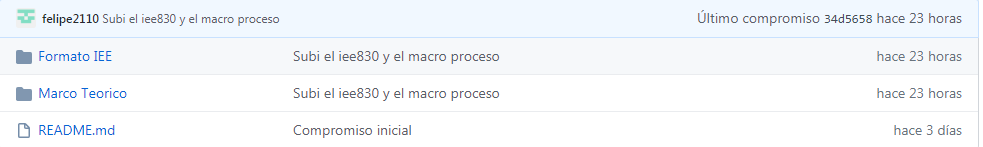 felipe2110 Subi el iee830 y el macro proceso Último compromiso 34d5658 hace 23 horas
Formato IEE Subi el iee830 y el macro proceso hace 23 horas
Marco Teorico Subi el iee830 y el macro proceso hace 23 horas
README.md Compromiso inicial hace 3 días